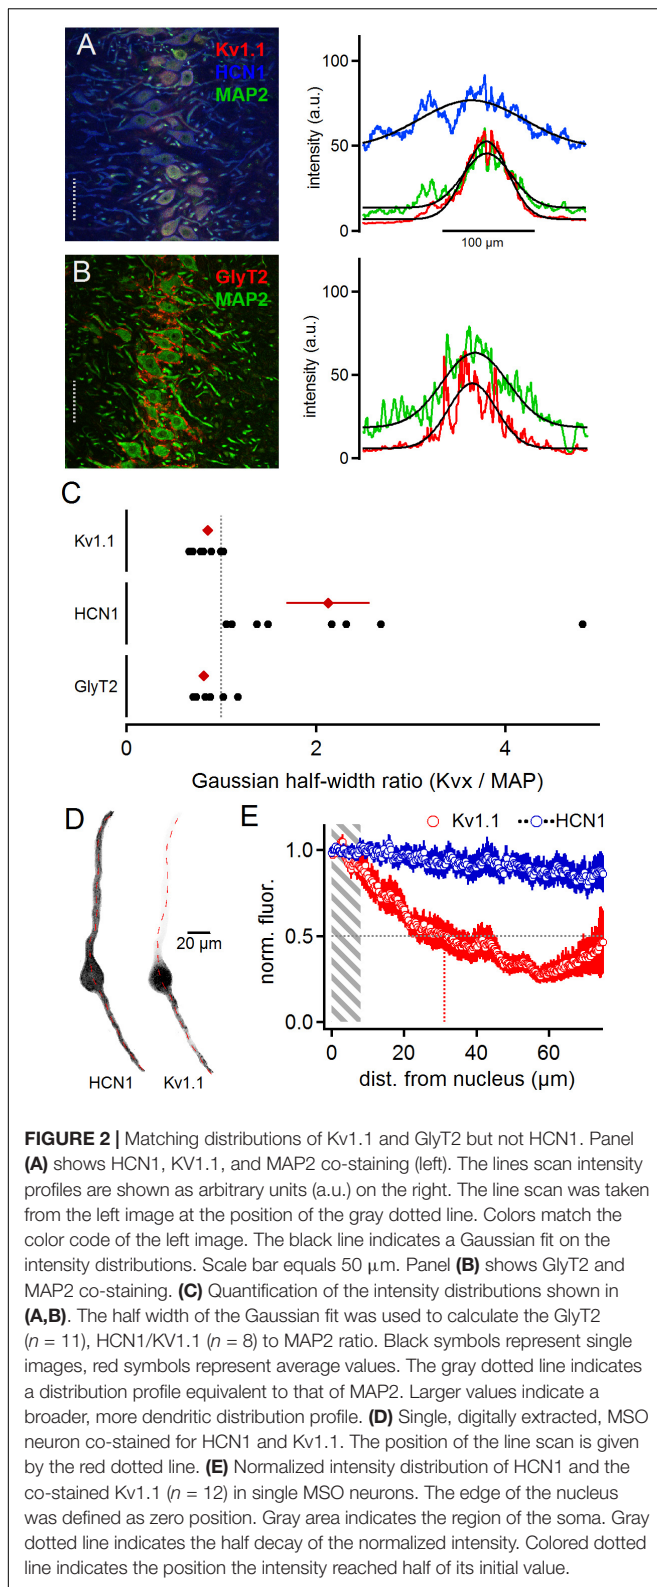 A
Kv1.1
HCN1
MAP2
100
50
0
intensity (a.u.)
100 µm
B
GlyT2
MAP2
100
50
0
intensity (a.u.)
C
Kv1.1
HCN1
GlyT2
0 2 4
Gaussian half-width ratio (Kvx / MAP)
D
20 µm
HCN1 Kv1.1
E
Kv1.1 HCN1
1.0
0.5
0.0
norm. fluor.
0 20 40 60
dist. from nucleus (µm)
FIGURE 2 | Matching distributions of Kv1.1 and GlyT2 but not HCN1. Panel
(A) shows HCN1, KV1.1, and MAP2 co-staining (left). The lines scan intensity
profiles are shown as arbitrary units (a.u.) on the right. The line scan was taken
from the left image at the position of the gray dotted line. Colors match the
color code of the left image. The black line indicates a Gaussian fit on the
intensity distributions. Scale bar equals 50 µm. Panel (B) shows GlyT2 and
MAP2 co-staining. (C) Quantification of the intensity distributions shown in
(A,B). The half width of the Gaussian fit was used to calculate the GlyT2
(n = 11), HCN1/KV1.1 (n = 8) to MAP2 ratio. Black symbols represent single
images, red symbols represent average values. The gray dotted line indicates
a distribution profile equivalent to that of MAP2. Larger values indicate a
broader, more dendritic distribution profile. (D) Single, digitally extracted, MSO
neuron co-stained for HCN1 and Kv1.1. The position of the line scan is given
by the red dotted line. (E) Normalized intensity distribution of HCN1 and the
co-stained Kv1.1 (n = 12) in single MSO neurons. The edge of the nucleus
was defined as zero position. Gray area indicates the region of the soma. Gray
dotted line indicates the half decay of the normalized intensity. Colored dotted
line indicates the position the intensity reached half of its initial value.